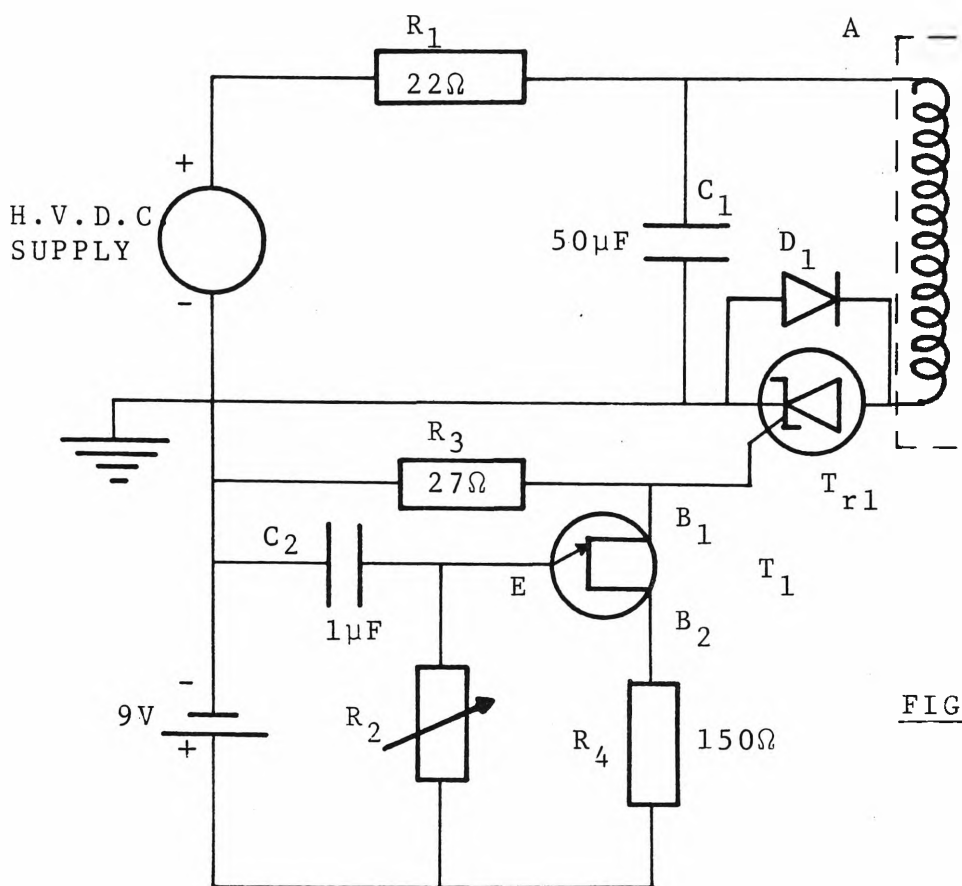 R1
A
22Ω
+
H.V.D.C.
SUPPLY
-
C1
50µF
D1
R3
27Ω
Tr1
B1
C2
T1
E
1µF
B2
-
9V
+
R2
R4
150Ω
FIG